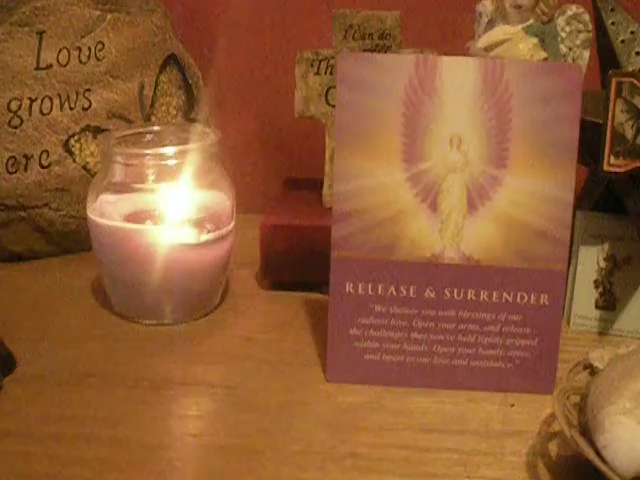 Love
grows
ere
I Can do
Th
RELEASE & SURRENDER
"We shower you with blessings of our
radiant love. Open your arms, and release
the challenges that you've held tightly gripped
within your hands. Open your hands, arms,
and heart to our love and assistance."